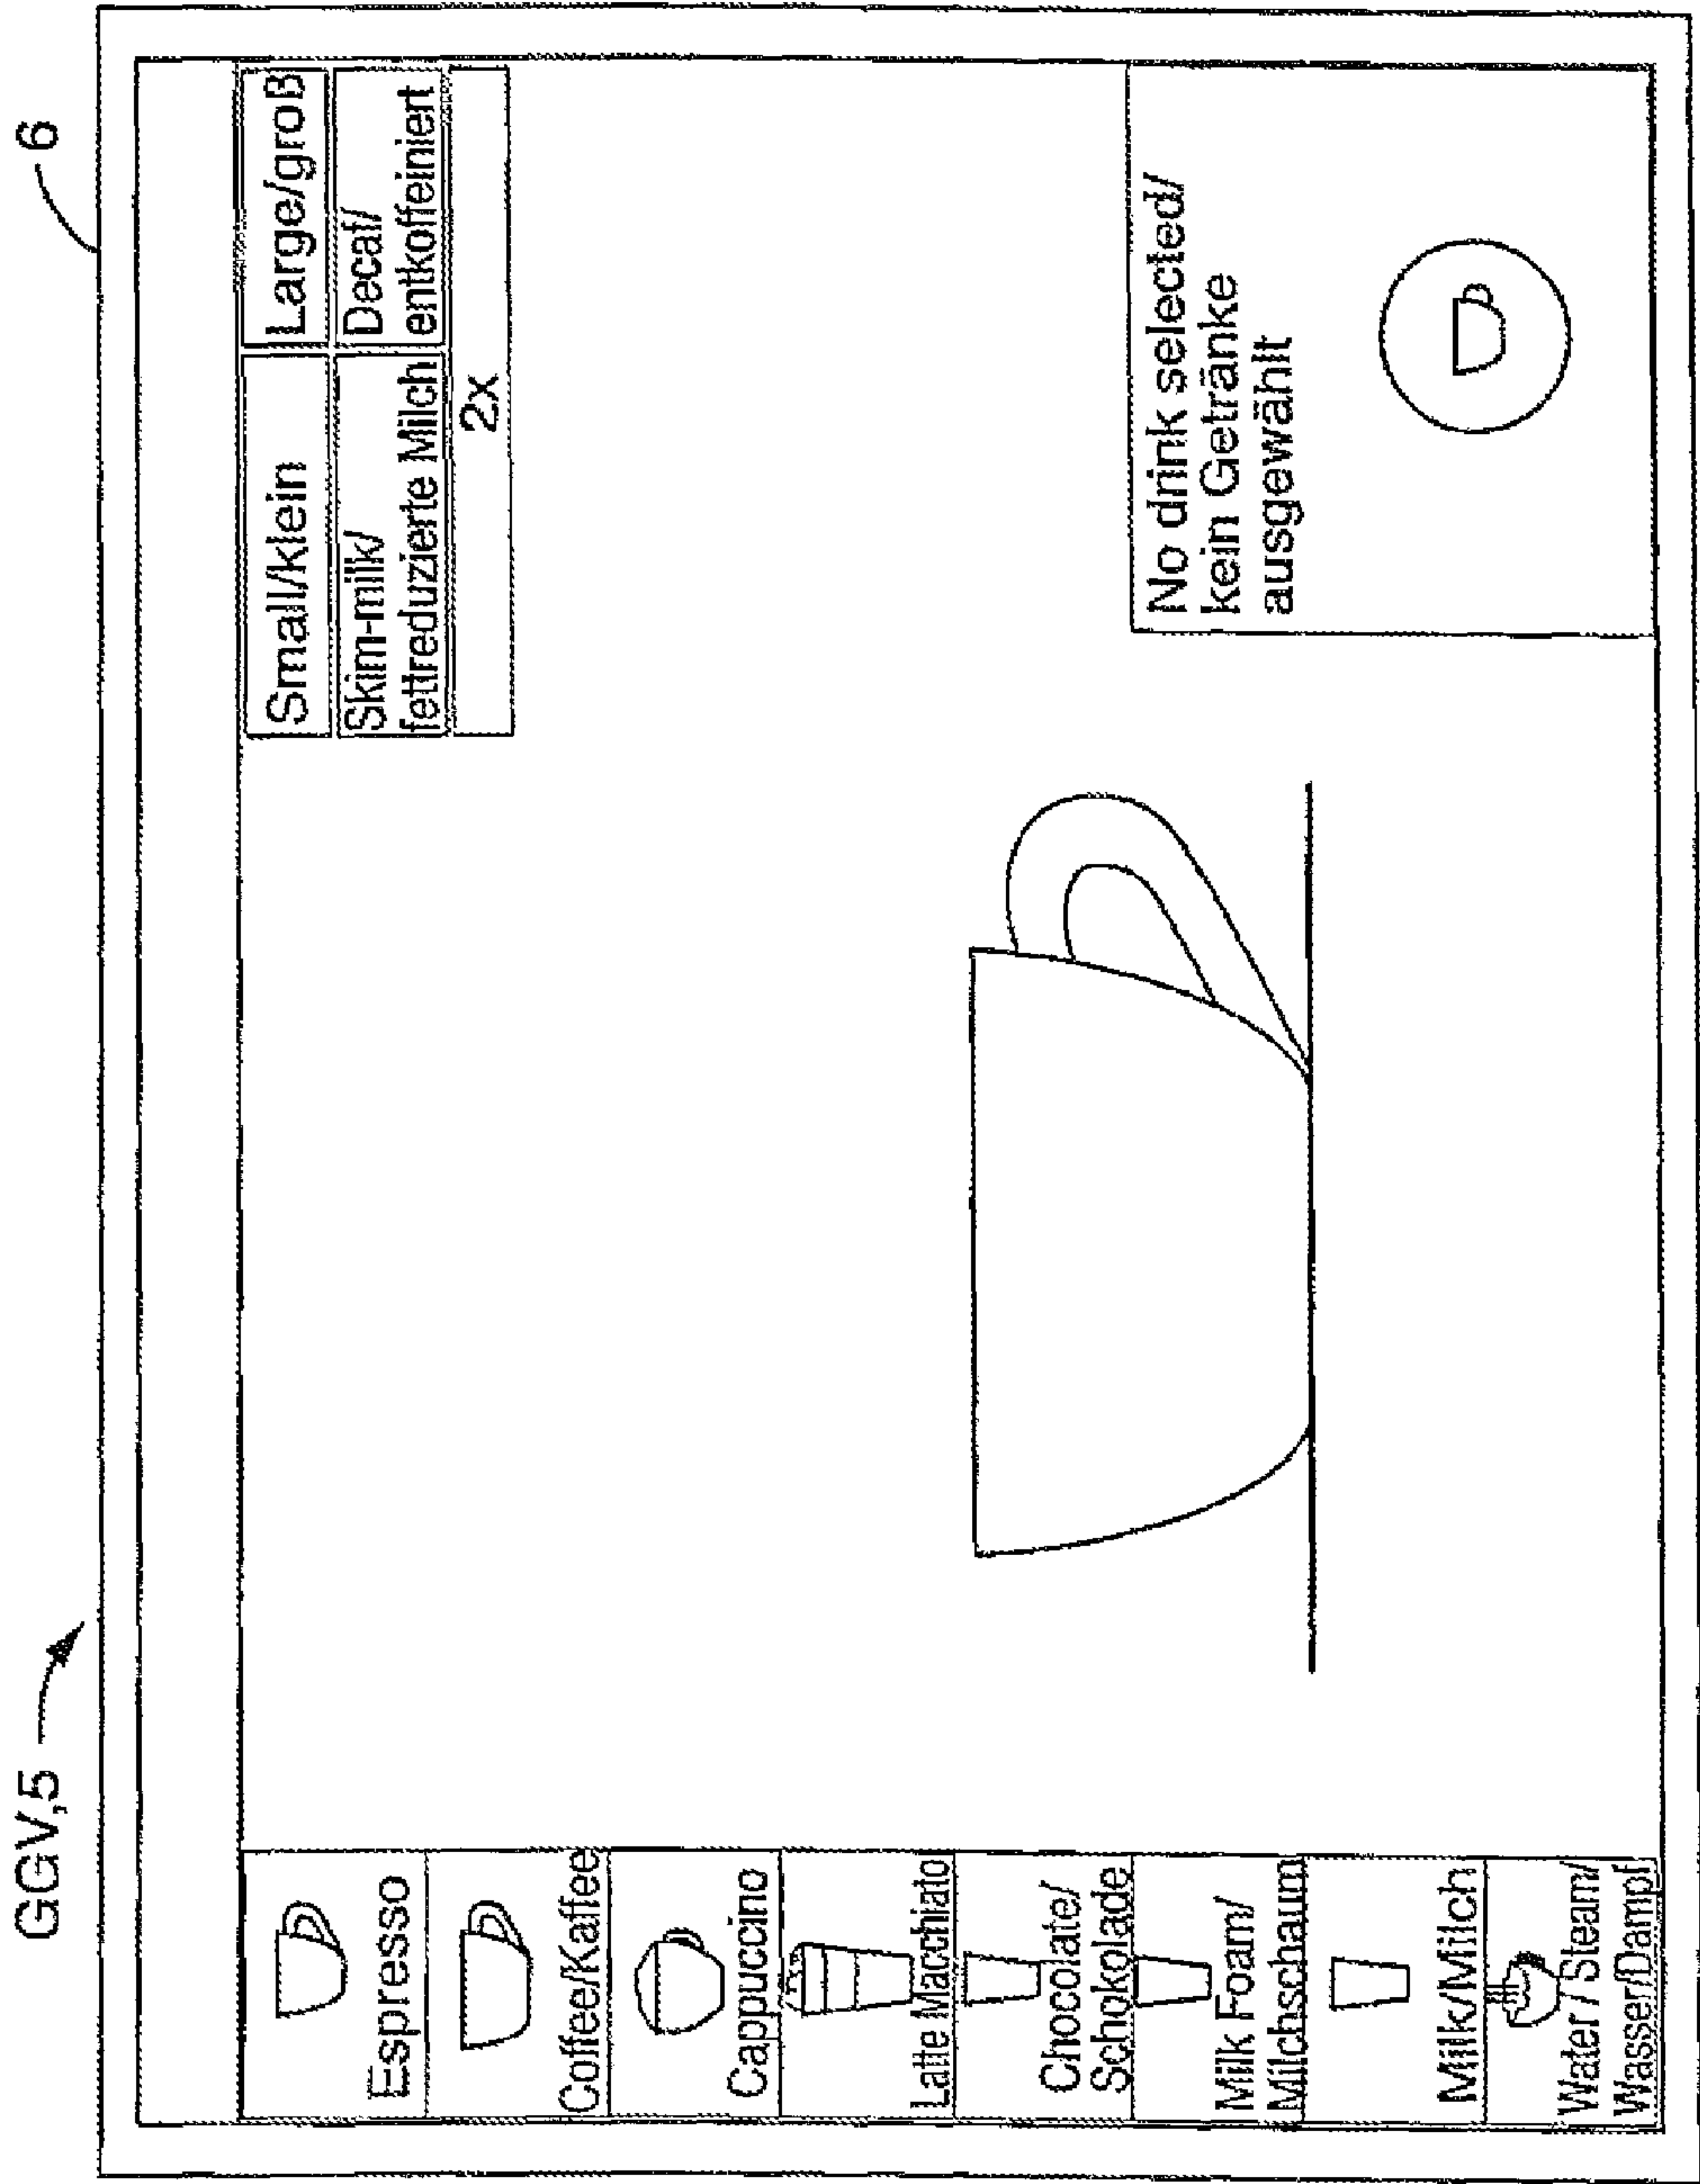 GGV,5
6
Espresso
Coffee/Kaffee
Cappuccino
Latte Macchiato
Chocolate/
Schokolade
Milk Foam/
Milchschaum
Milk/Milch
Water / Steam/
Wasser/Dampf
Small/klein
Large/groß
Skim-milk/
fettreduzierte Milch
Decaf/
entkoffeiniert
2x
No drink selected/
kein Getränke
ausgewählt